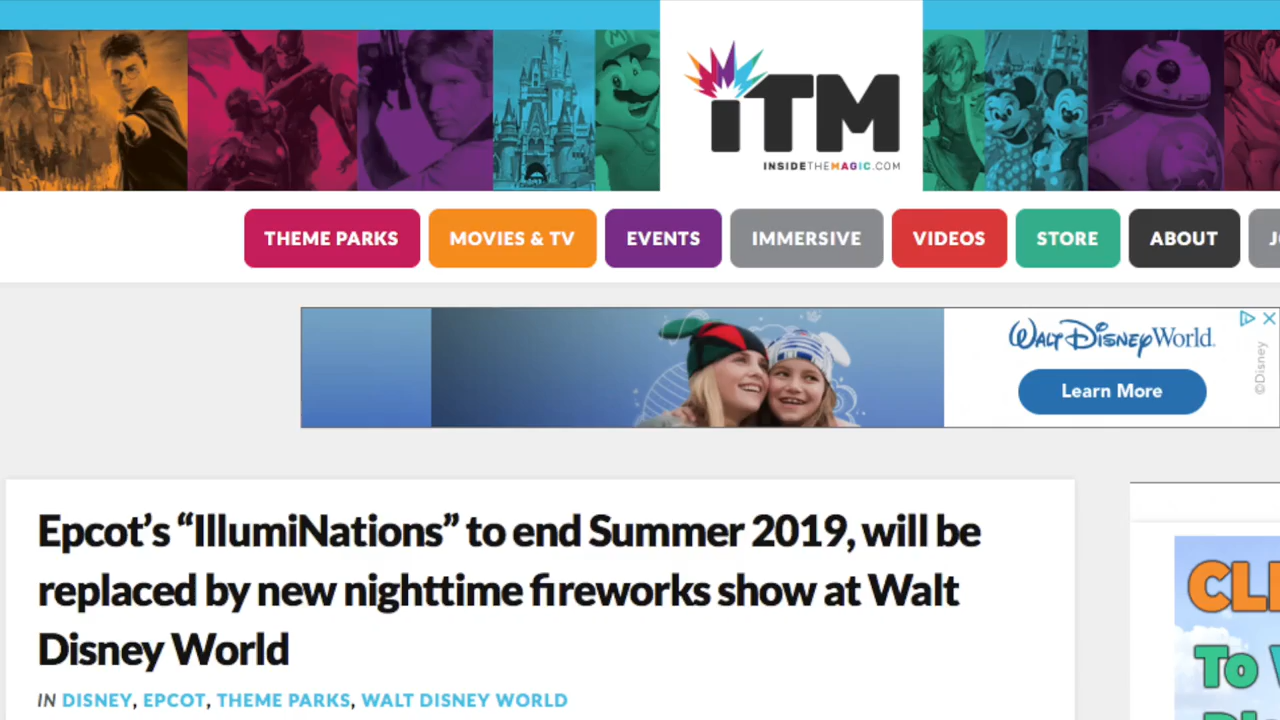 iTM
INSIDETHEMAGIC.COM
THEME PARKS MOVIES & TV EVENTS IMMERSIVE VIDEOS STORE ABOUT
WALT DISNEY World.
Learn More
©Disney
Epcot's “IllumiNations” to end Summer 2019, will be
replaced by new nighttime fireworks show at Walt
Disney World
IN DISNEY, EPCOT, THEME PARKS, WALT DISNEY WORLD
To